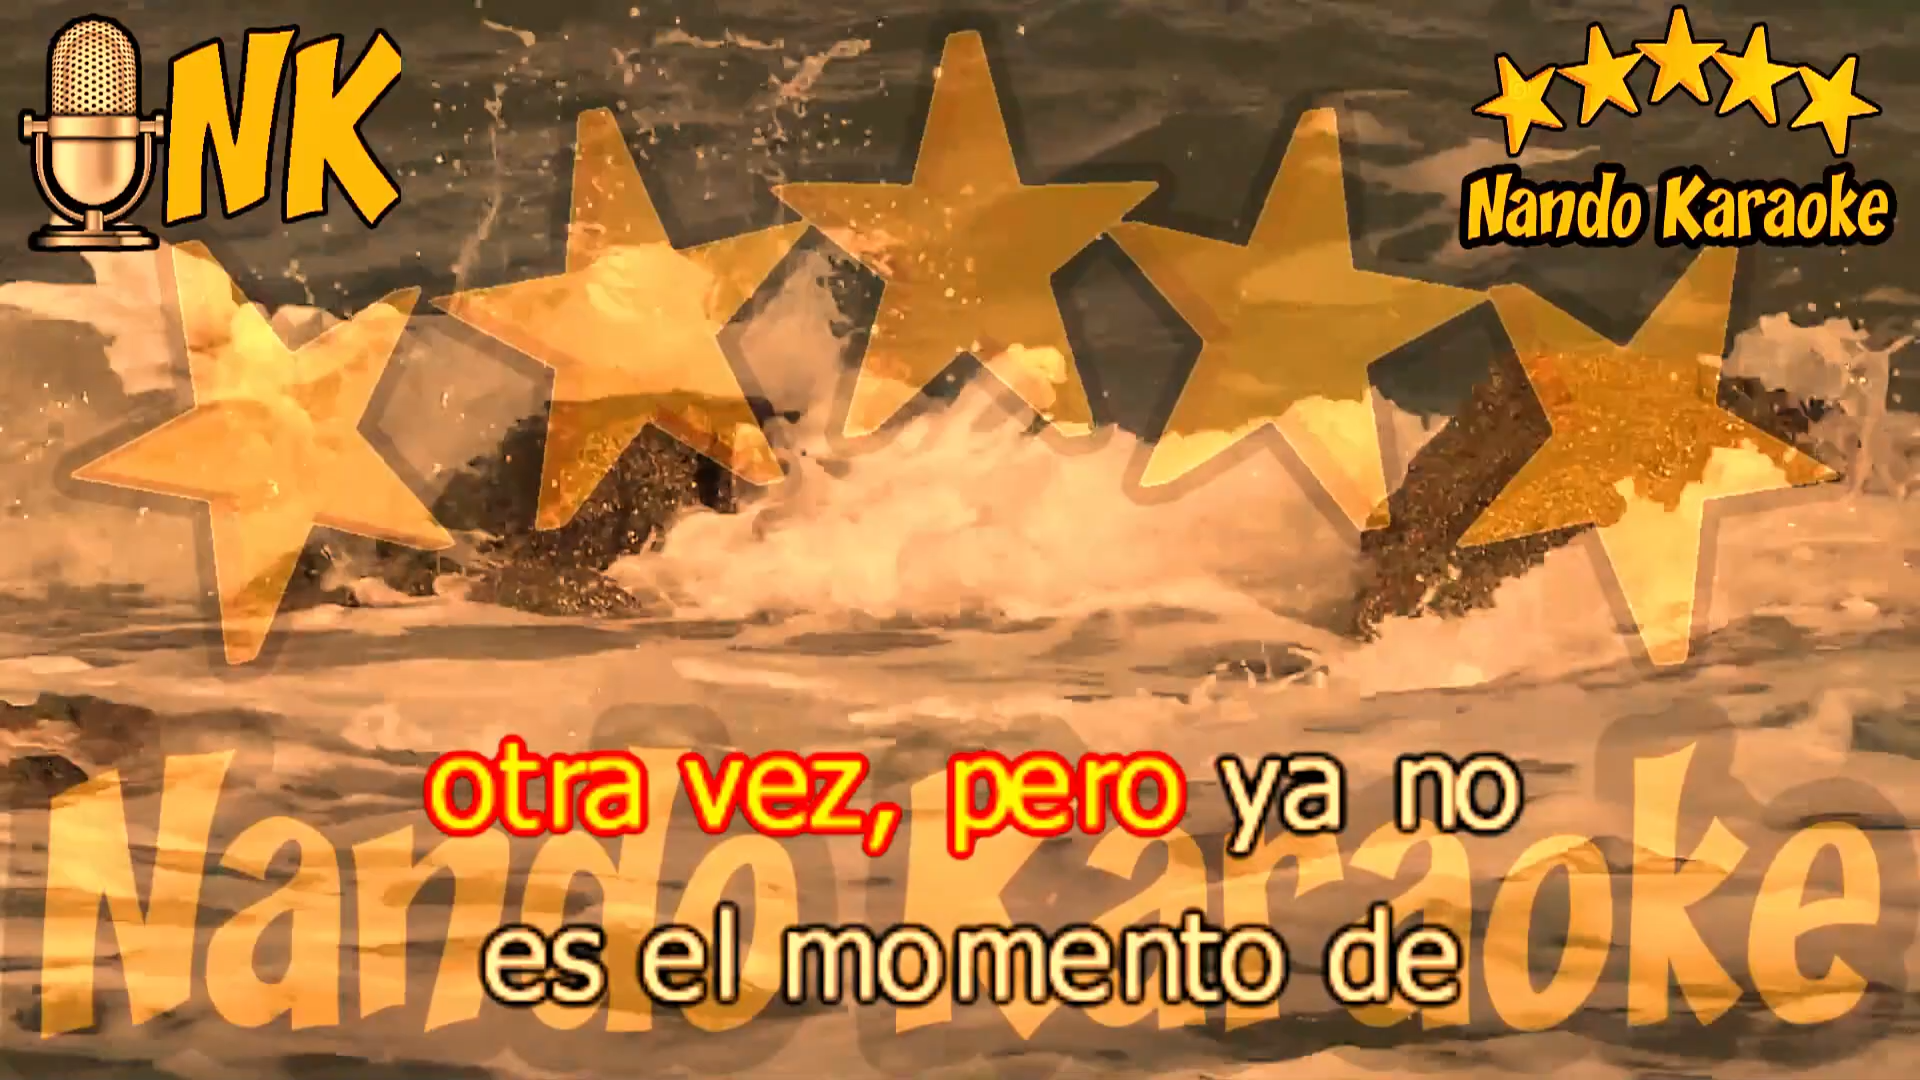 NK
Nando Karaoke
otra vez, pero ya no
es el momento de
Nando Karaoke